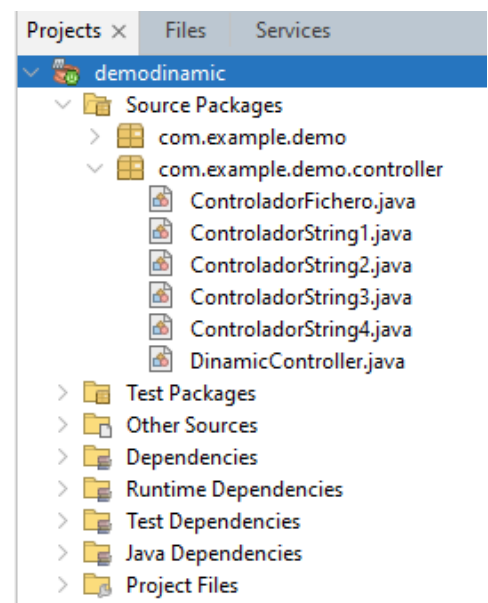 Projects × Files Services
demodinamic
Source Packages
com.example.demo
com.example.demo.controller
ControladorFichero.java
ControladorString1.java
ControladorString2.java
ControladorString3.java
ControladorString4.java
DinamicController.java
Test Packages
Other Sources
Dependencies
Runtime Dependencies
Test Dependencies
Java Dependencies
Project Files